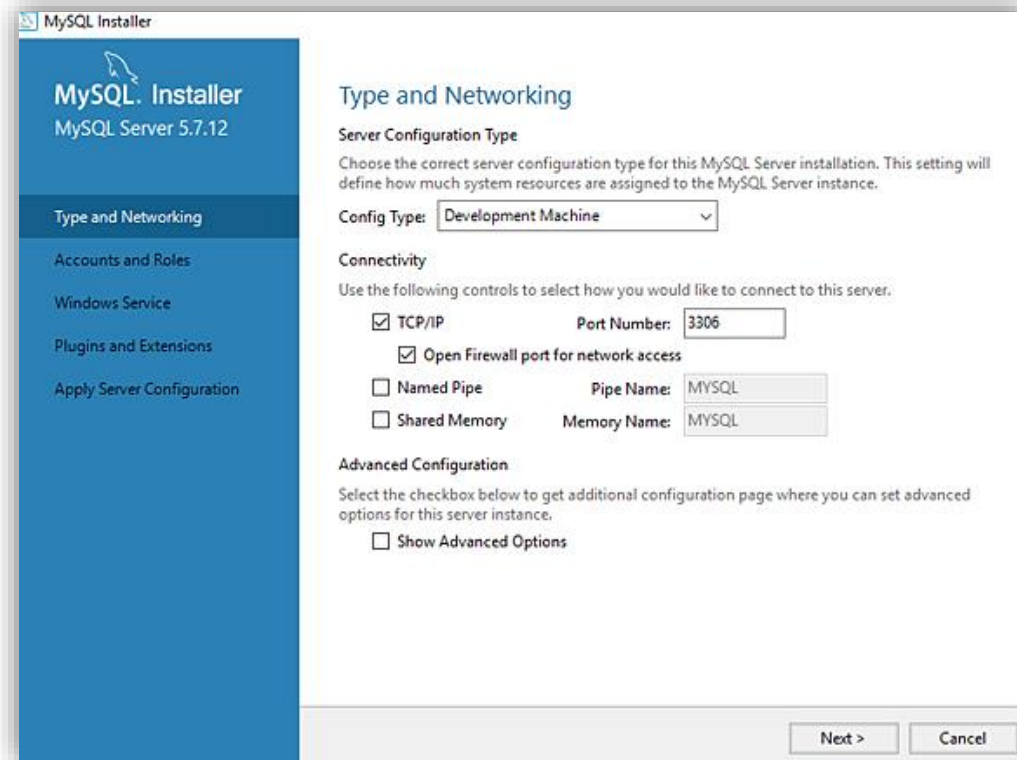 MySQL Installer
MySQL. Installer
MySQL Server 5.7.12
Type and Networking
Accounts and Roles
Windows Service
Plugins and Extensions
Apply Server Configuration
Type and Networking
Server Configuration Type
Choose the correct server configuration type for this MySQL Server installation. This setting will
define how much system resources are assigned to the MySQL Server instance.
Config Type: Development Machine
Connectivity
Use the following controls to select how you would like to connect to this server.
TCP/IP Port Number: 3306
Open Firewall port for network access
Named Pipe Pipe Name: MYSQL
Shared Memory Memory Name: MYSQL
Advanced Configuration
Select the checkbox below to get additional configuration page where you can set advanced
options for this server instance.
Show Advanced Options
Next > Cancel